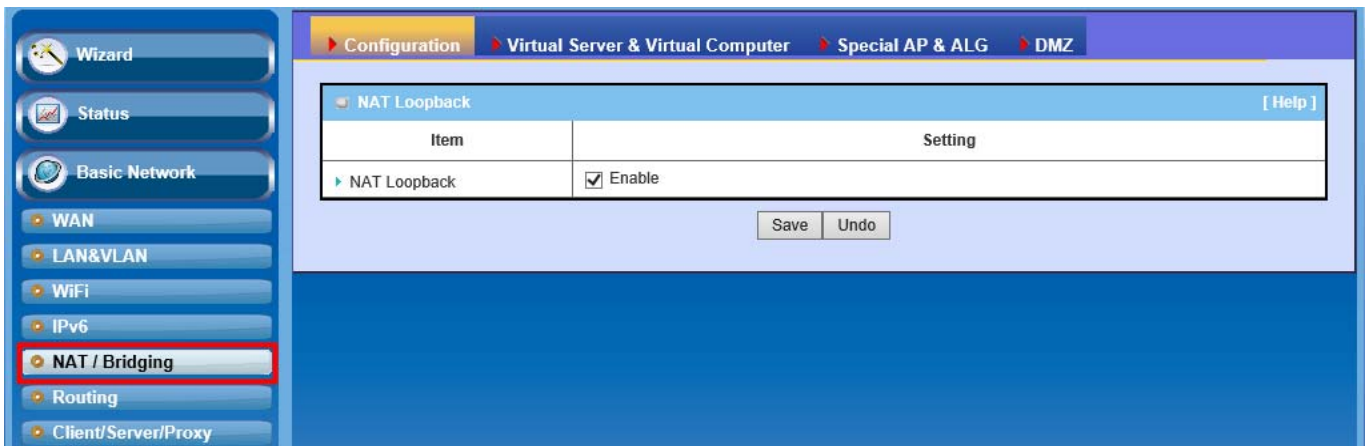 Wizard
Status
Basic Network
WAN
LAN&VLAN
WiFi
IPv6
NAT / Bridging
Routing
Client/Server/Proxy
Configuration Virtual Server & Virtual Computer Special AP & ALG DMZ
NAT Loopback [ Help ]
Item Setting
NAT Loopback Enable
Save Undo